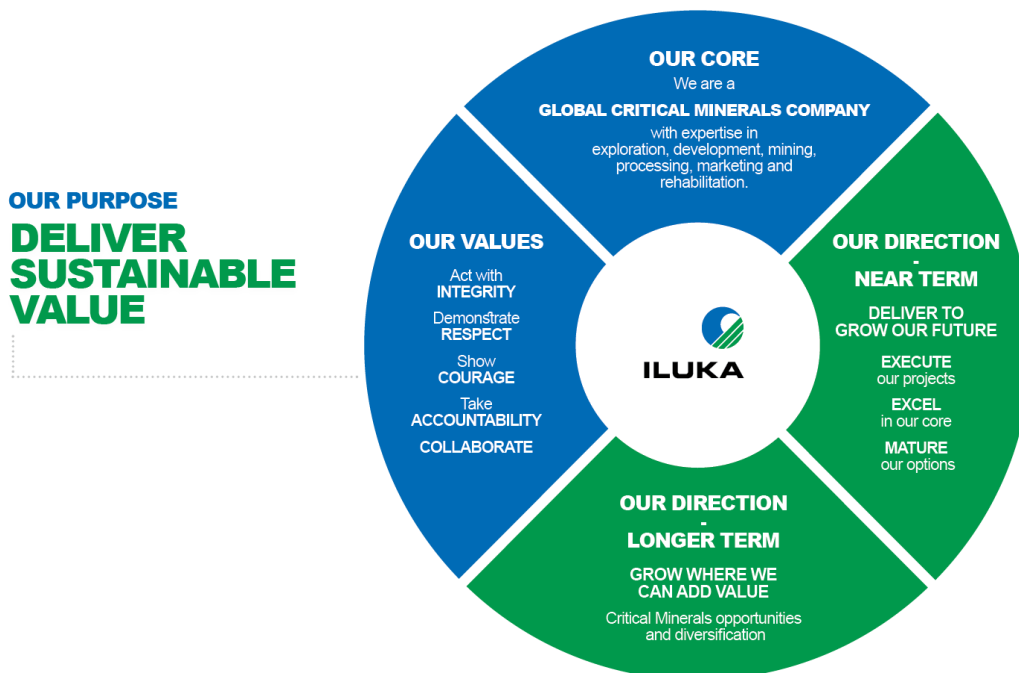 OUR PURPOSE
DELIVER
SUSTAINABLE
VALUE
OUR CORE
We are a
GLOBAL CRITICAL MINERALS COMPANY
with expertise in
exploration, development, mining,
processing, marketing and
rehabilitation.
OUR VALUES
Act with
INTEGRITY
Demonstrate
RESPECT
Show
COURAGE
Take
ACCOUNTABILITY
COLLABORATE
ILUKA
OUR DIRECTION
-
NEAR TERM
DELIVER TO
GROW OUR FUTURE
EXECUTE
our projects
EXCEL
in our core
MATURE
our options
OUR DIRECTION
-
LONGER TERM
GROW WHERE WE
CAN ADD VALUE
Critical Minerals opportunities
and diversification